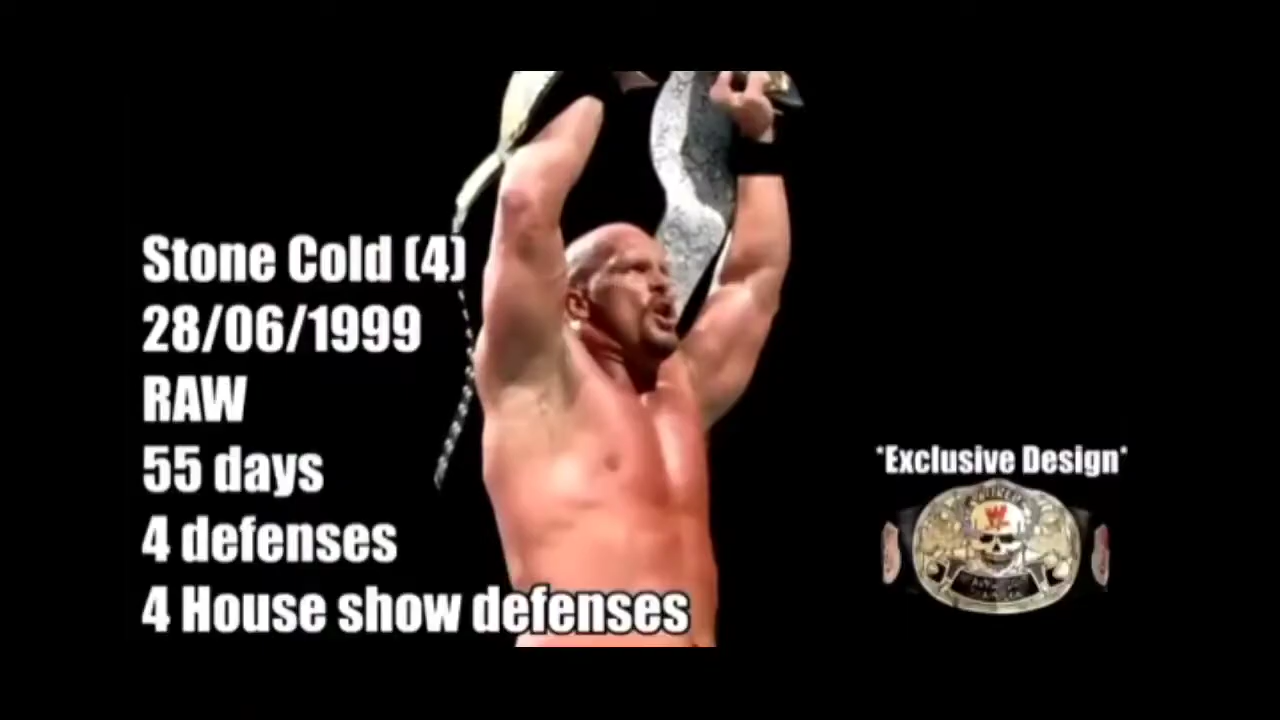 Stone Cold (4)
28/06/1999
RAW
55 days
4 defenses
4 House show defenses
*Exclusive Design*